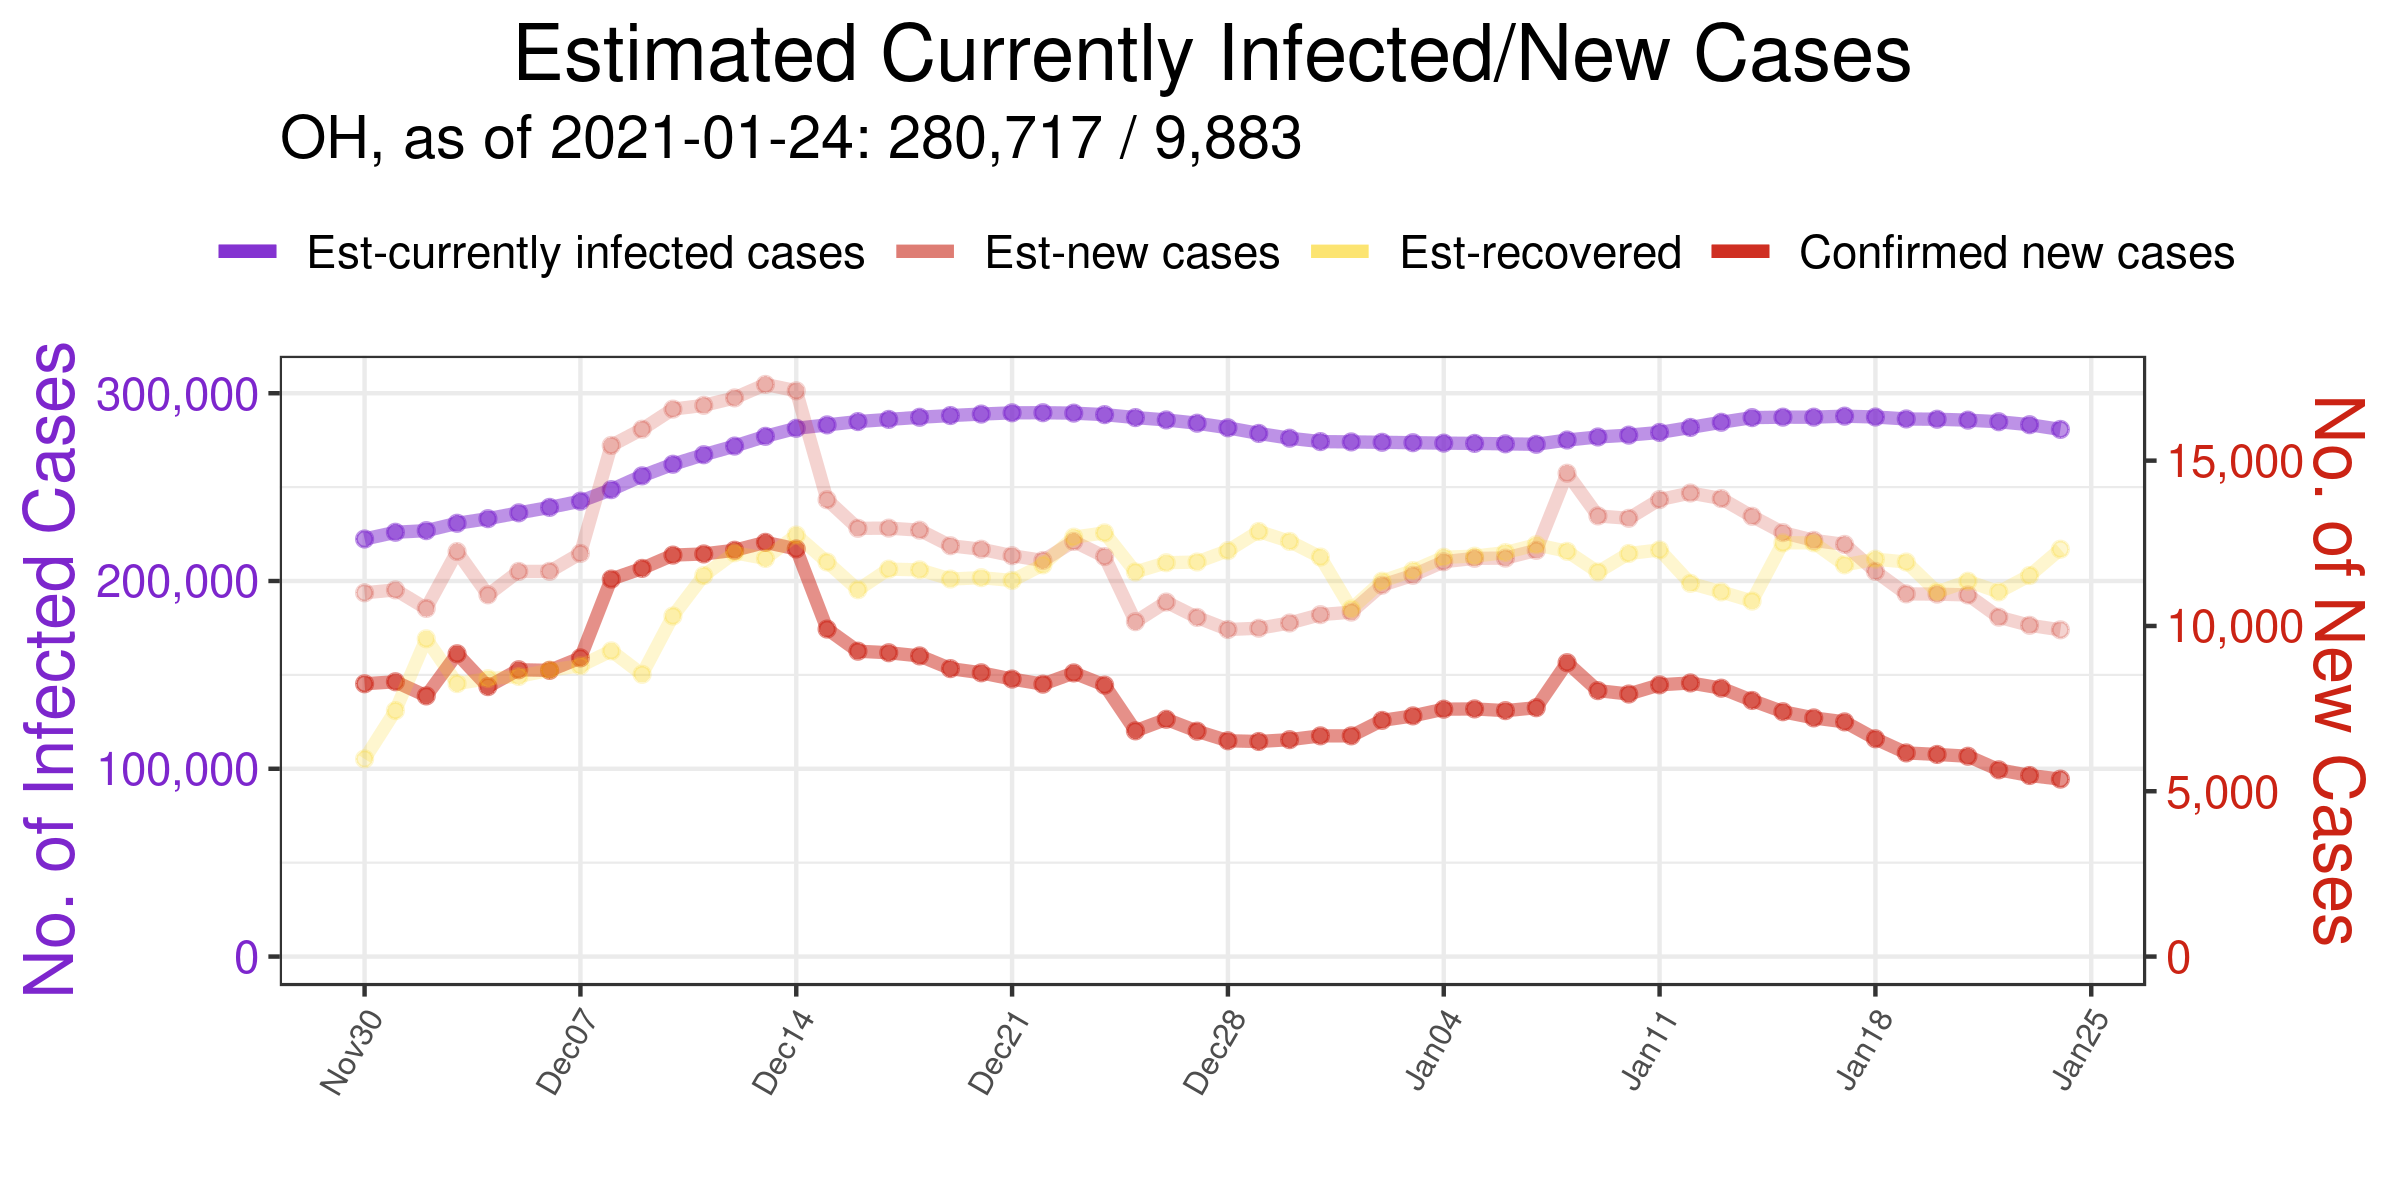 Estimated Currently Infected/New Cases
OH, as of 2021-01-24: 280,717 / 9,883
Est-currently infected cases Est-new cases Est-recovered Confirmed new cases
No. of Infected Cases
300,000
200,000
100,000
0
No. of New Cases
15,000
10,000
5,000
0
Nov30 Dec07 Dec14 Dec21 Dec28 Jan04 Jan11 Jan18 Jan25